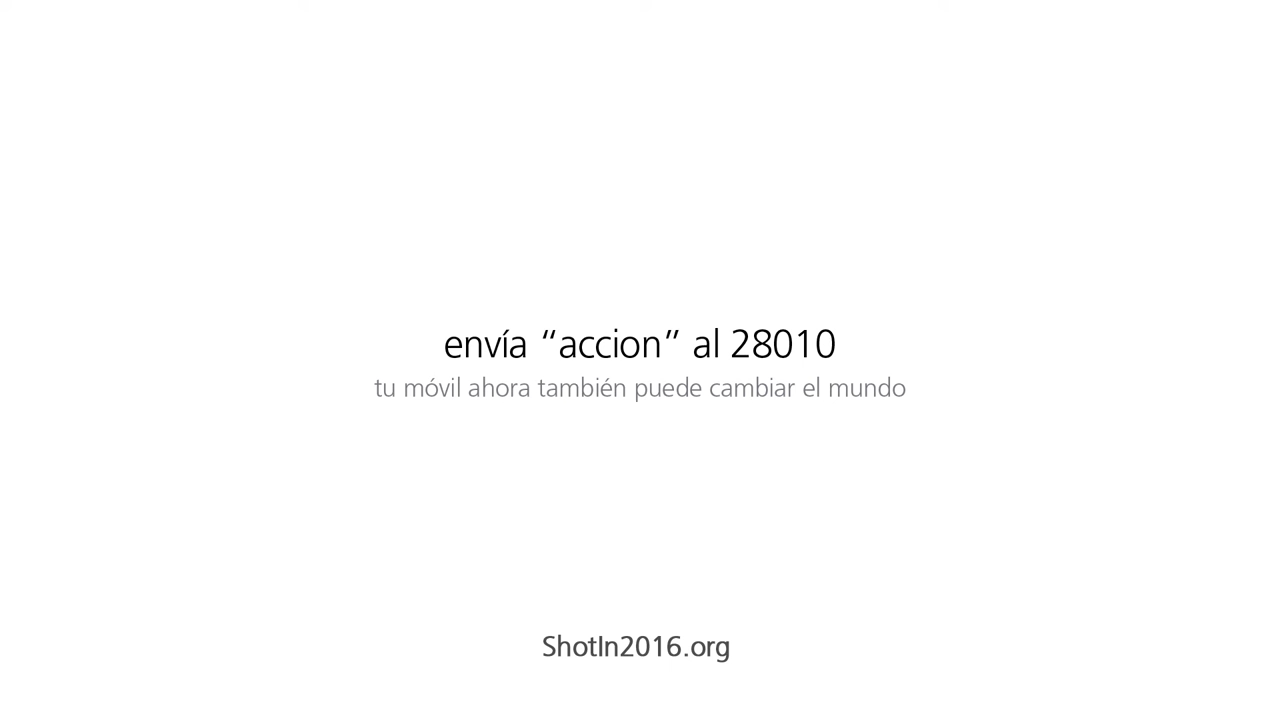 envía “accion” al 28010
tu móvil ahora también puede cambiar el mundo
ShotIn2016.org